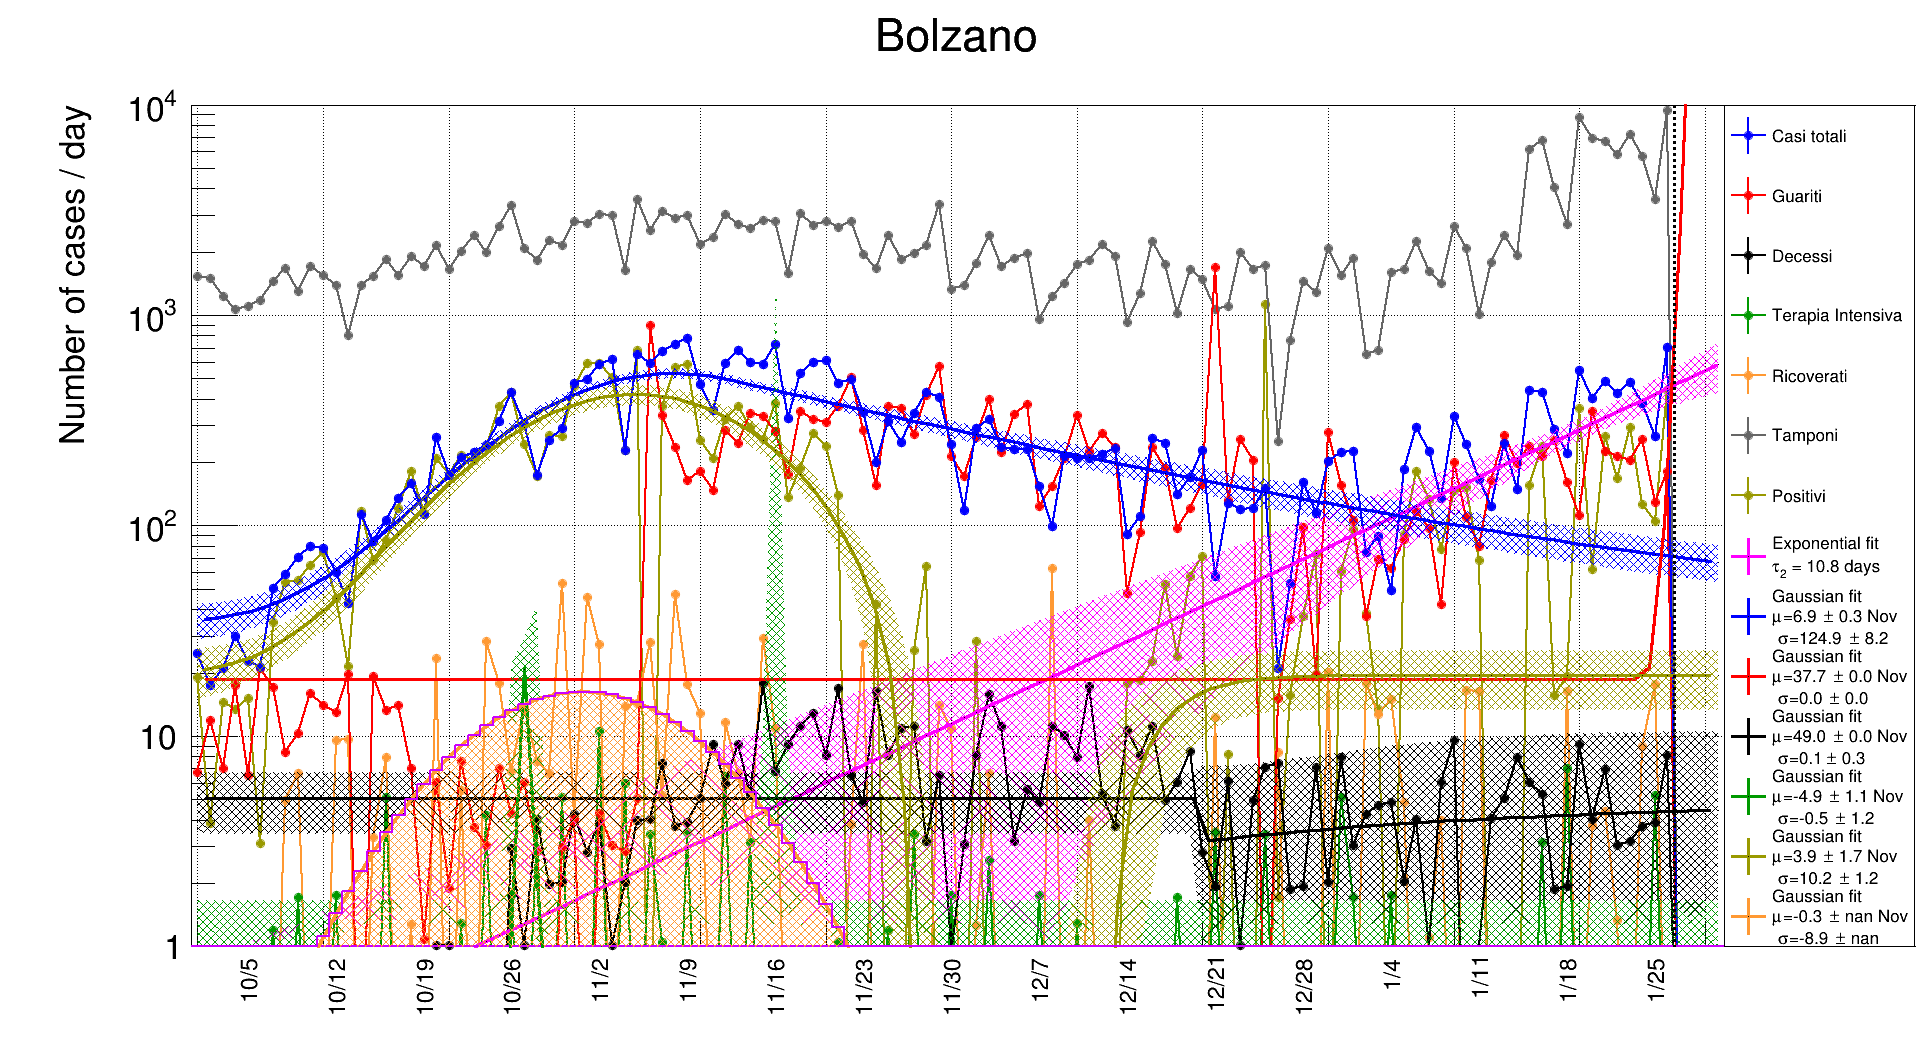 Bolzano
Number of cases / day
10^4
10^3
10^2
10
1
10/5
10/12
10/19
10/26
11/2
11/9
11/16
11/23
11/30
12/7
12/14
12/21
12/28
1/4
1/11
1/18
1/25
Casi totali
Guariti
Decessi
Terapia Intensiva
Ricoverati
Tamponi
Positivi
Exponential fit
τ₂ = 10.8 days
Gaussian fit
μ=6.9 ± 0.3 Nov
σ=124.9 ± 8.2
Gaussian fit
μ=37.7 ± 0.0 Nov
σ=0.0 ± 0.0
Gaussian fit
μ=49.0 ± 0.0 Nov
σ=0.1 ± 0.3
Gaussian fit
μ=-4.9 ± 1.1 Nov
σ=-0.5 ± 1.2
Gaussian fit
μ=3.9 ± 1.7 Nov
σ=10.2 ± 1.2
Gaussian fit
μ=-0.3 ± nan Nov
σ=-8.9 ± nan